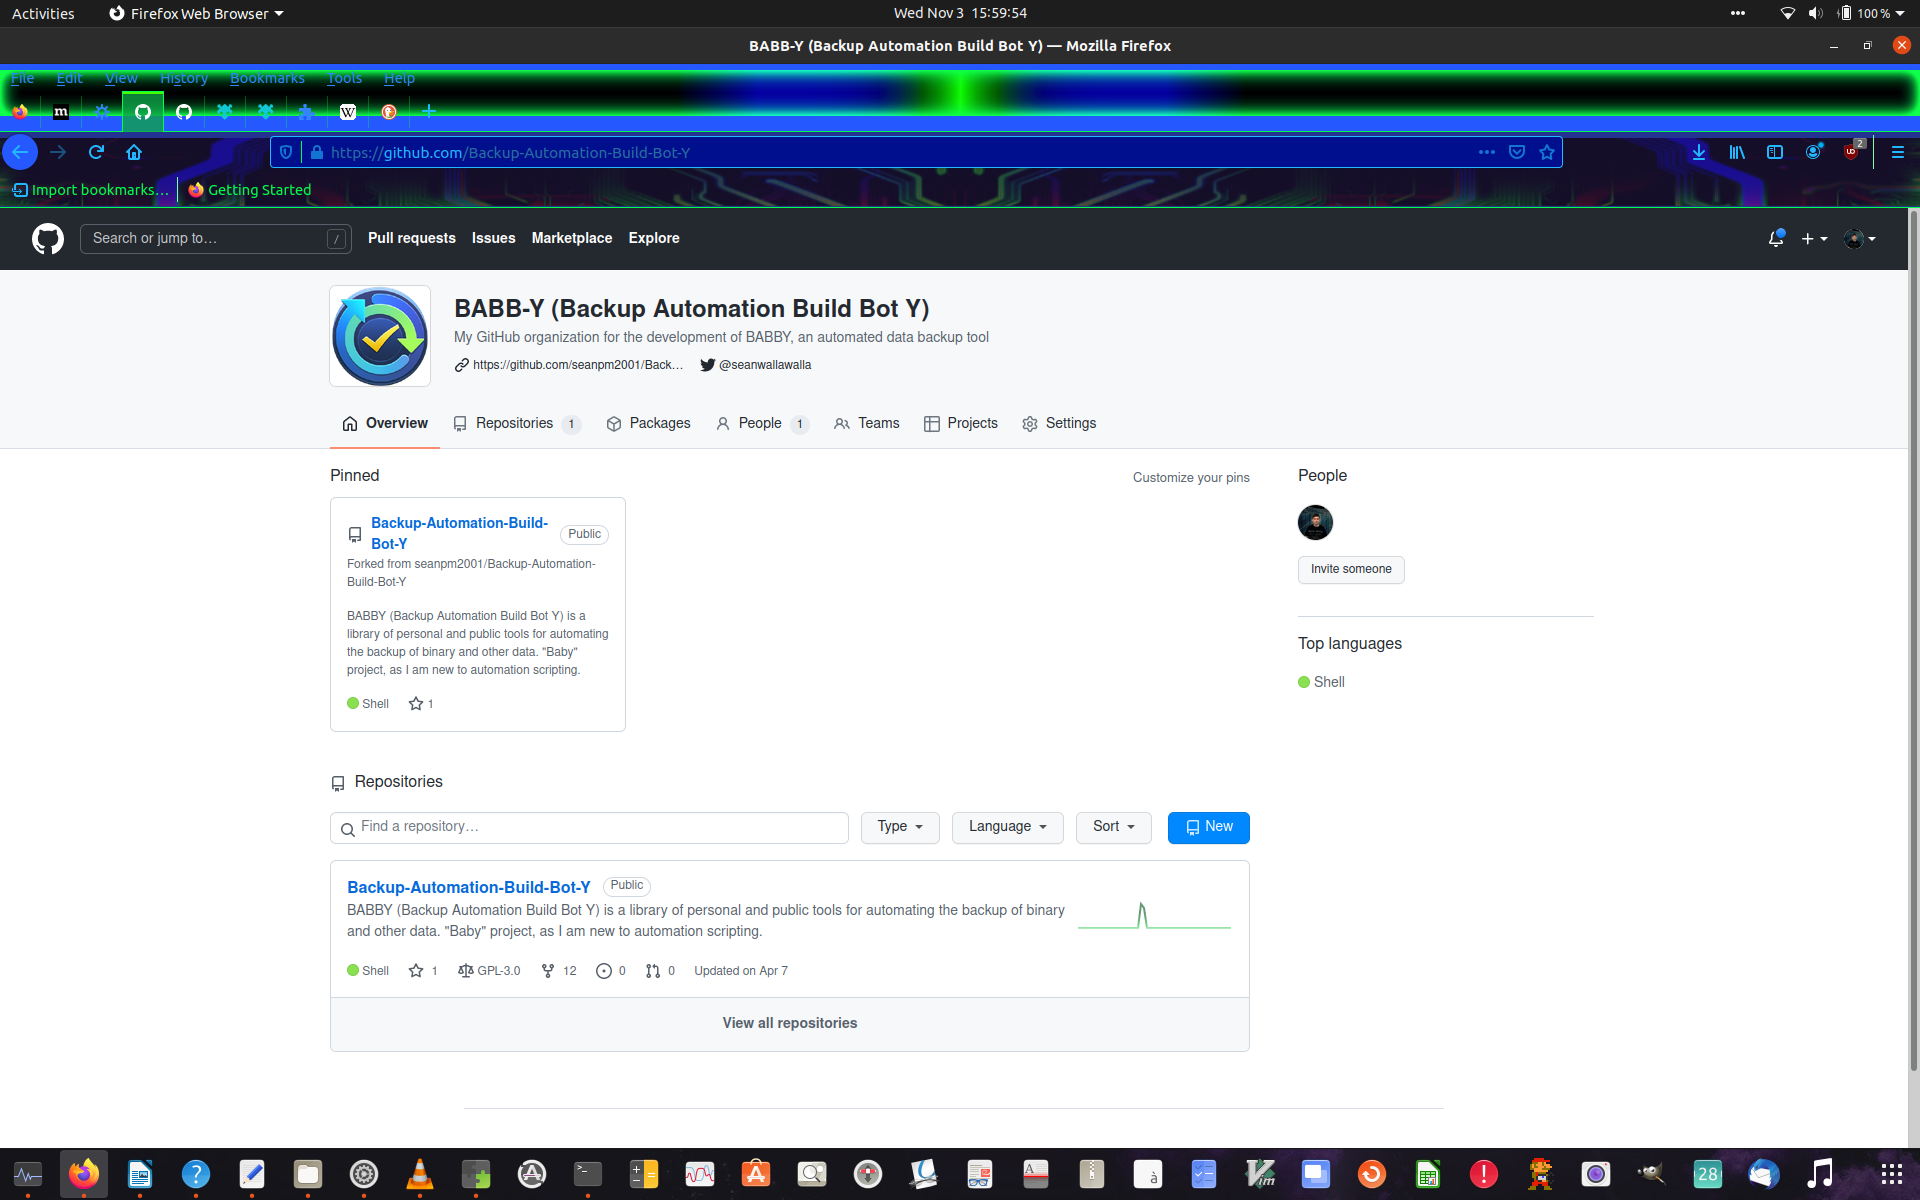 Activities
Firefox Web Browser
Wed Nov 3 15:59:54
100 %
BABB-Y (Backup Automation Build Bot Y) — Mozilla Firefox
File Edit View History Bookmarks Tools Help
m
W
https://github.com/Backup-Automation-Build-Bot-Y
2
Import bookmarks...
Getting Started
Search or jump to...
/
Pull requests
Issues
Marketplace
Explore
BABB-Y (Backup Automation Build Bot Y)
My GitHub organization for the development of BABBY, an automated data backup tool
https://github.com/seanpm2001/Back...
@seanwallawalla
Overview
Repositories 1
Packages
People 1
Teams
Projects
Settings
Pinned
Customize your pins
Backup-Automation-Build-
Bot-Y
Public
Forked from seanpm2001/Backup-Automation-
Build-Bot-Y
BABBY (Backup Automation Build Bot Y) is a
library of personal and public tools for automating
the backup of binary and other data. "Baby"
project, as I am new to automation scripting.
Shell
1
People
Invite someone
Top languages
Shell
Repositories
Find a repository...
Type
Language
Sort
New
Backup-Automation-Build-Bot-Y
Public
BABBY (Backup Automation Build Bot Y) is a library of personal and public tools for automating the backup of binary
and other data. "Baby" project, as I am new to automation scripting.
Shell
1
GPL-3.0
12
0
0
Updated on Apr 7
View all repositories
?
A
à
Vim
28